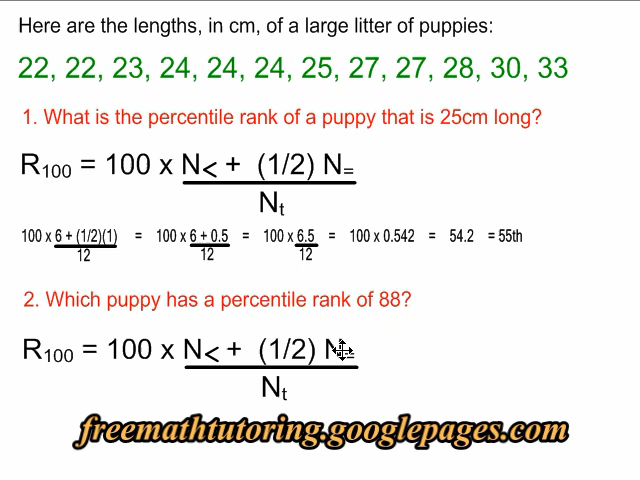 Here are the lengths, in cm, of a large litter of puppies:
22, 22, 23, 24, 24, 24, 25, 27, 27, 28, 30, 33
1. What is the percentile rank of a puppy that is 25cm long?
R100 = 100 x N< + (1/2) N=
Nt
100 x 6 + (1/2)(1) = 100 x 6 + 0.5 = 100 x 6.5 = 100 x 0.542 = 54.2 = 55th
12 12 12
2. Which puppy has a percentile rank of 88?
R100 = 100 x N< + (1/2) N=
Nt
freemathtutoring.googlepages.com